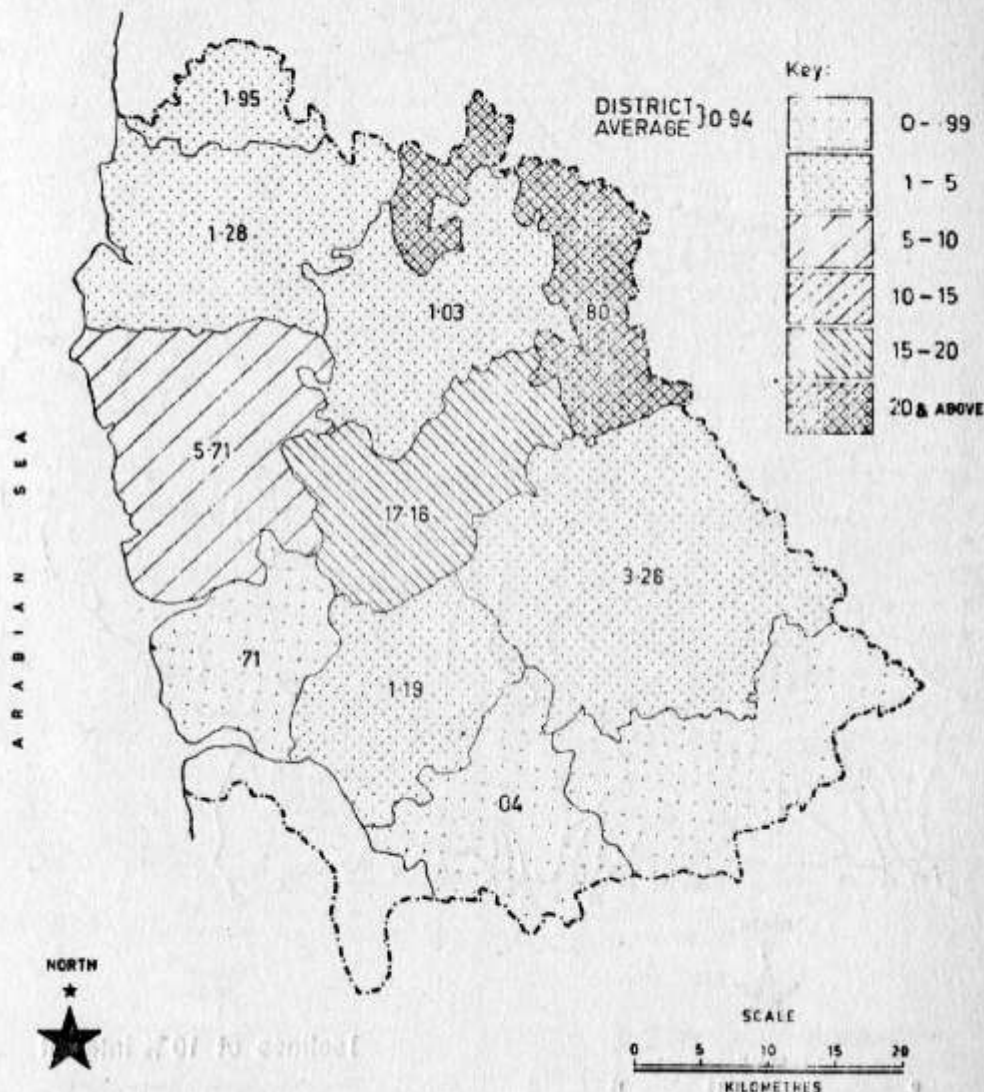 Key:
DISTRICT AVERAGE } 0·94
0 - ·99
1 - 5
5 - 10
10 - 15
15 - 20
20 & ABOVE
1·95
1·28
1·03
80
5·71
17·16
3·26
·71
1·19
04
ARABIAN SEA
NORTH
SCALE
0 5 10 15 20
KILOMETRES